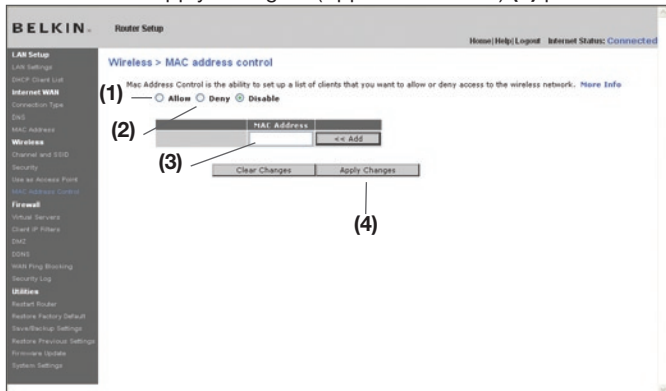 BELKIN.
Router Setup
Home|Help|Logout Internet Status: Connected
LAN Setup
LAN Settings
DHCP Client List
Internet WAN
Connection Type
DNS
MAC Address
Wireless
Channel and SSID
Security
Use as Access Point
MAC Address Control
Firewall
Virtual Servers
Client IP Filters
DMZ
DDNS
WAN Ping Blocking
Security Log
Utilities
Restart Router
Restore Factory Default
Save/Backup Settings
Restore Previous Settings
Firmware Update
System Settings
Wireless > MAC address control
Mac Address Control is the ability to set up a list of clients that you want to allow or deny access to the wireless network. More Info
(1)
Allow Deny Disable
(2)
MAC Address
(3)
<< Add
Clear Changes Apply Changes
(4)